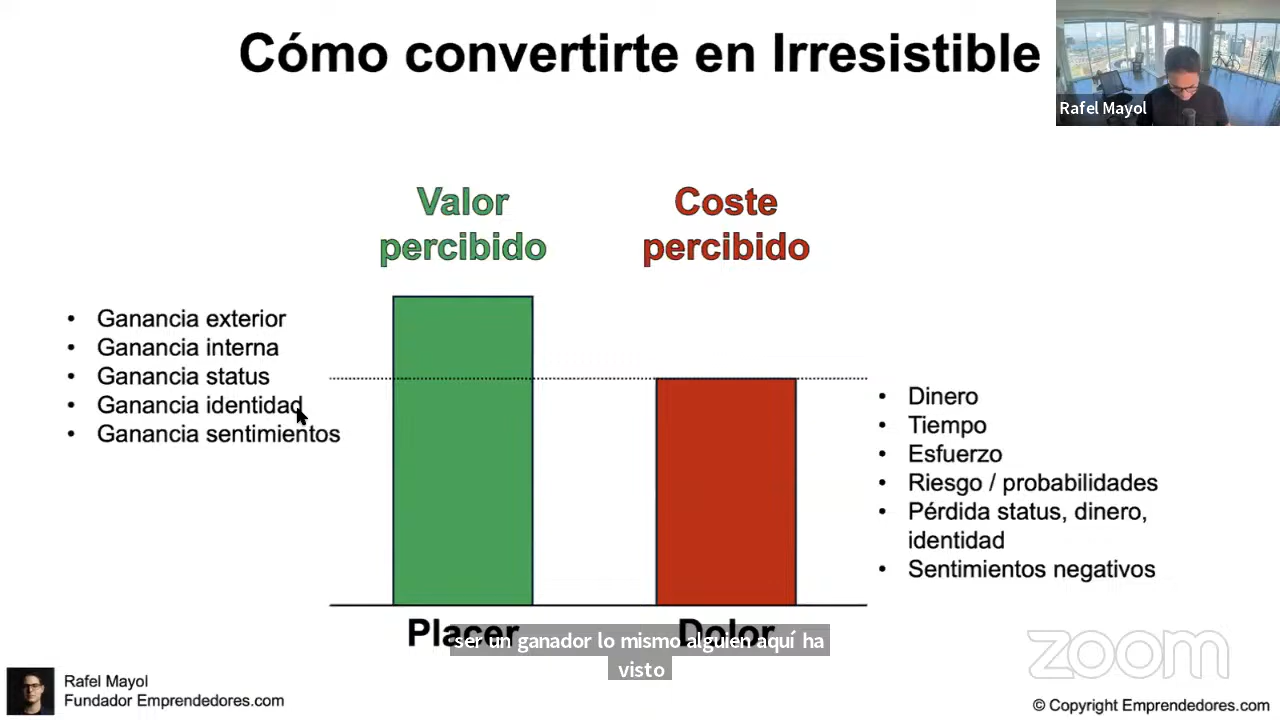 Cómo convertirte en Irresistible
Rafel Mayol
Valor
percibido
Coste
percibido
• Ganancia exterior
• Ganancia interna
• Ganancia status
• Ganancia identidad
• Ganancia sentimientos
• Dinero
• Tiempo
• Esfuerzo
• Riesgo / probabilidades
• Pérdida status, dinero,
identidad
• Sentimientos negativos
Placer
Dolor
ser un ganador lo mismo alguien aquí ha
visto
Rafel Mayol
Fundador Emprendedores.com
zoom
© Copyright Emprendedores.com